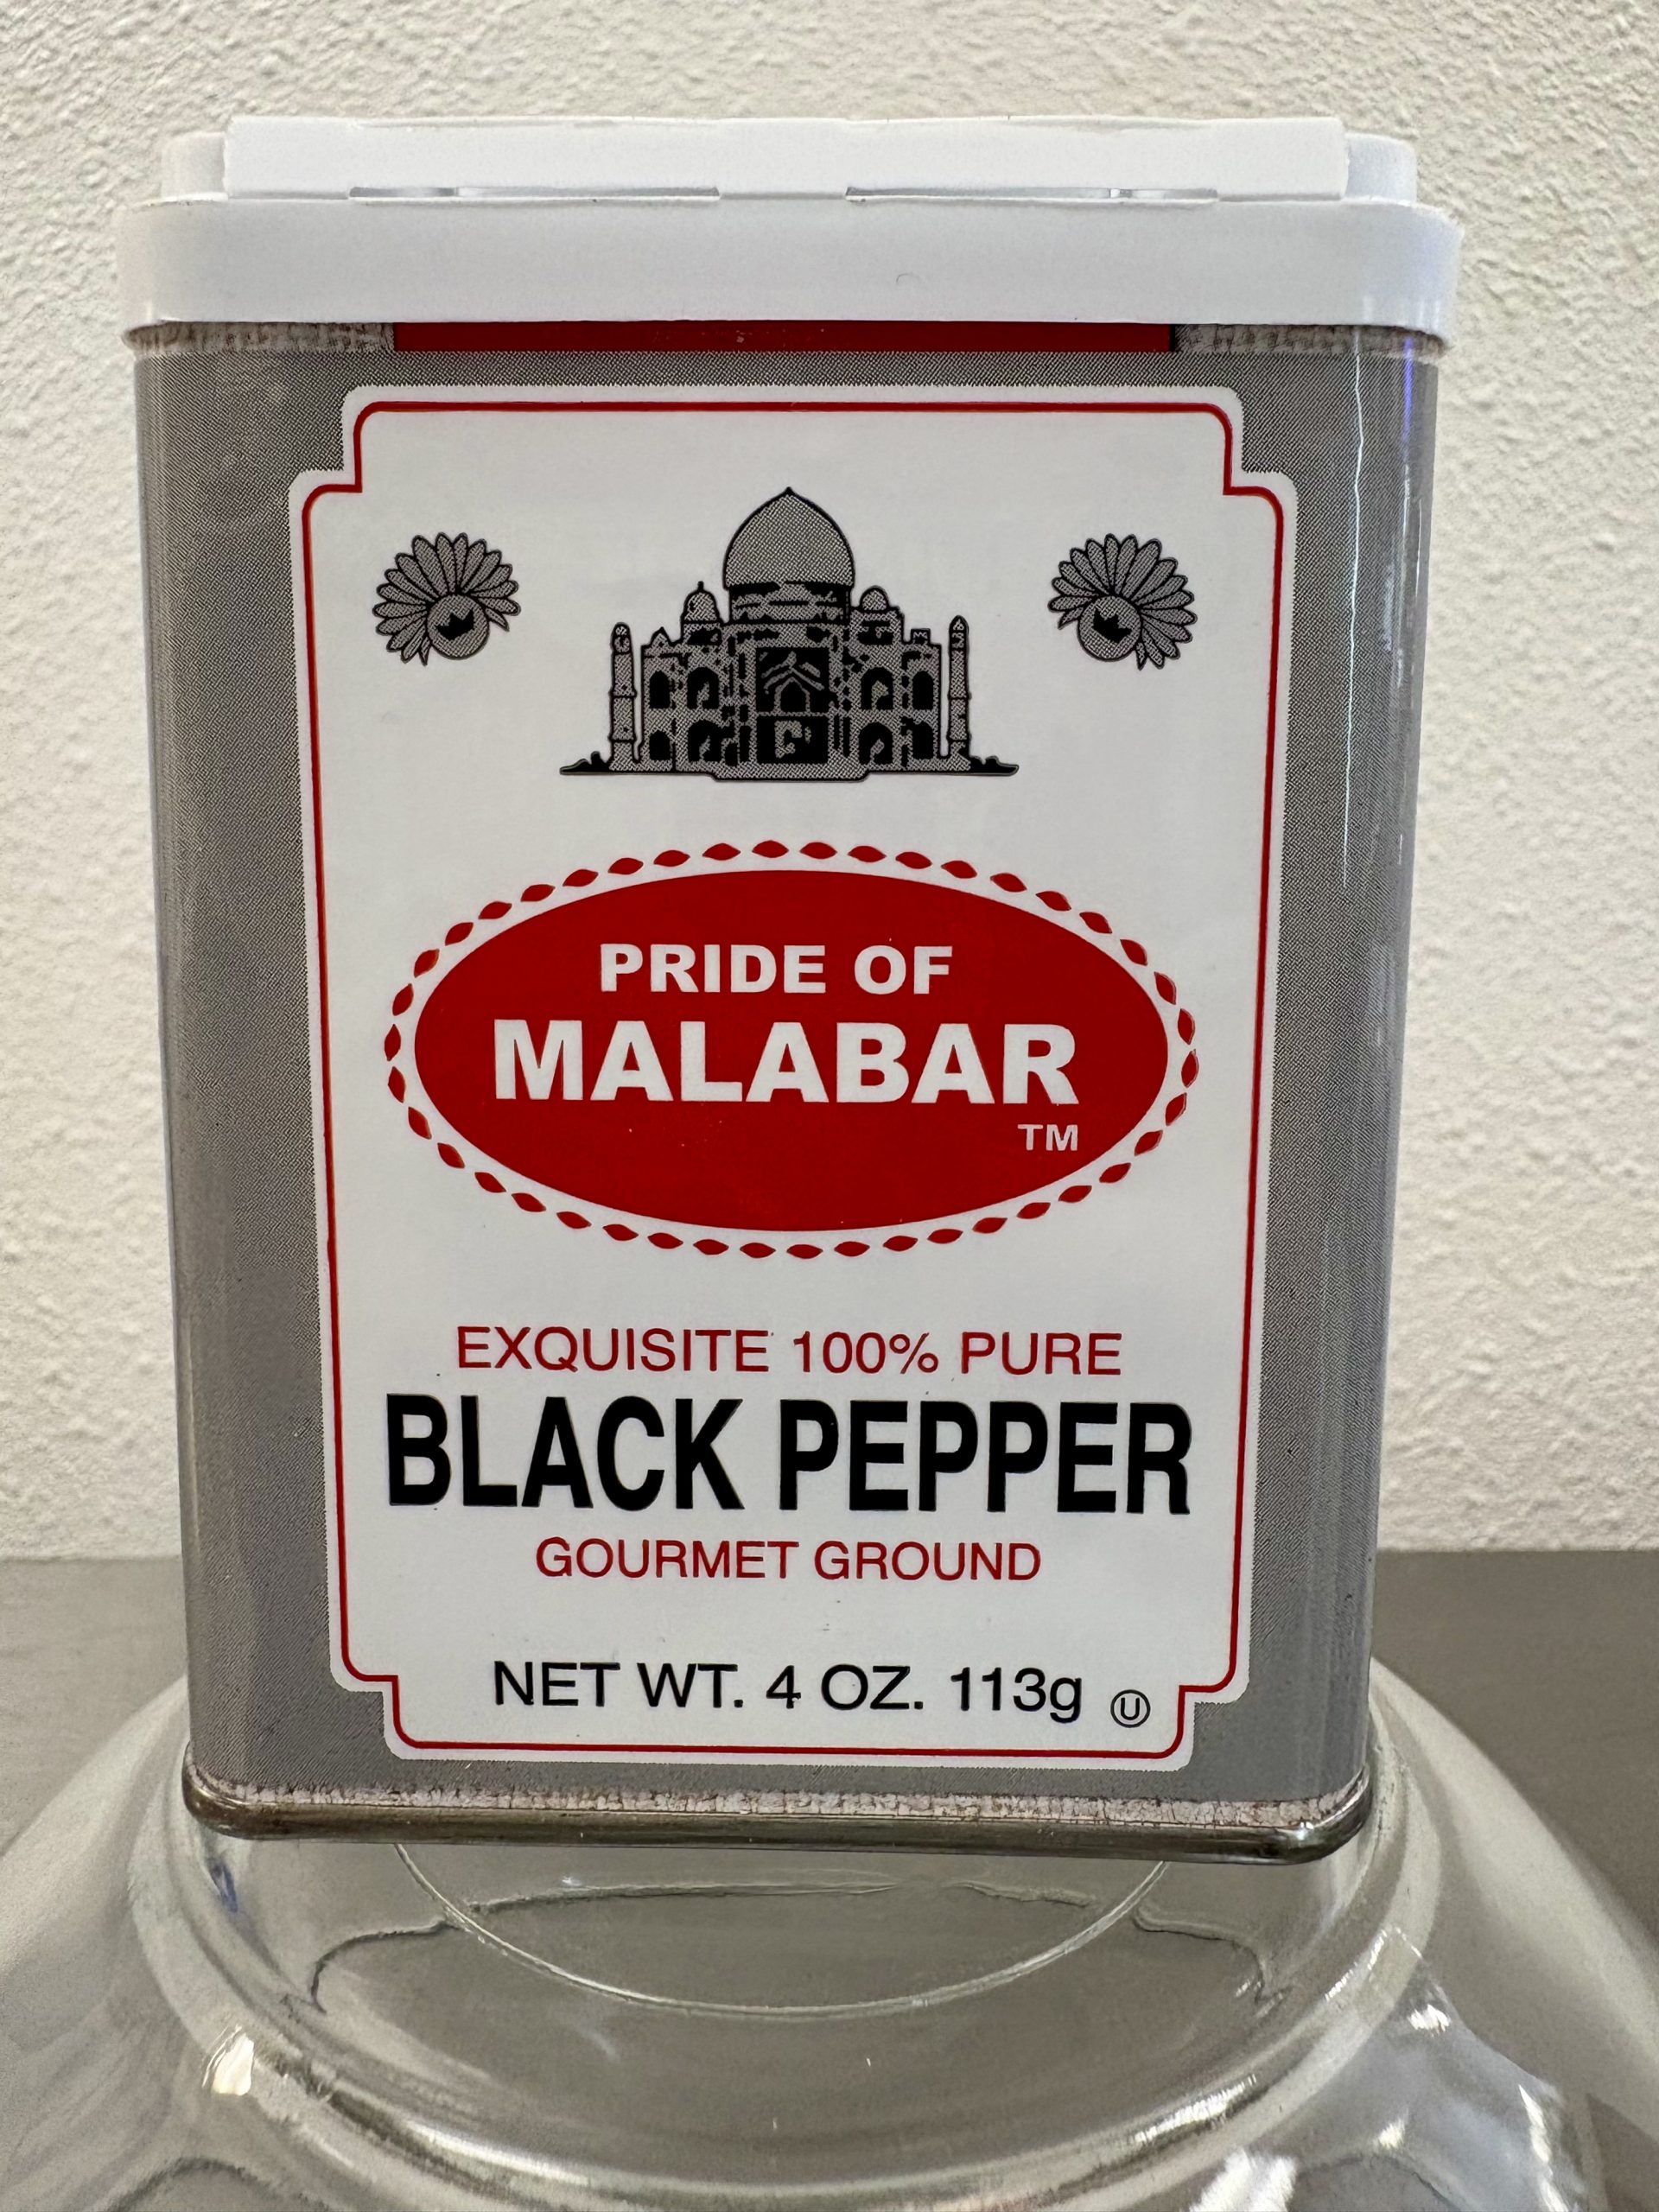 PRIDE OF
MALABAR
TM
EXQUISITE 100% PURE
BLACK PEPPER
GOURMET GROUND
NET WT. 4 OZ. 113g Ⓤ